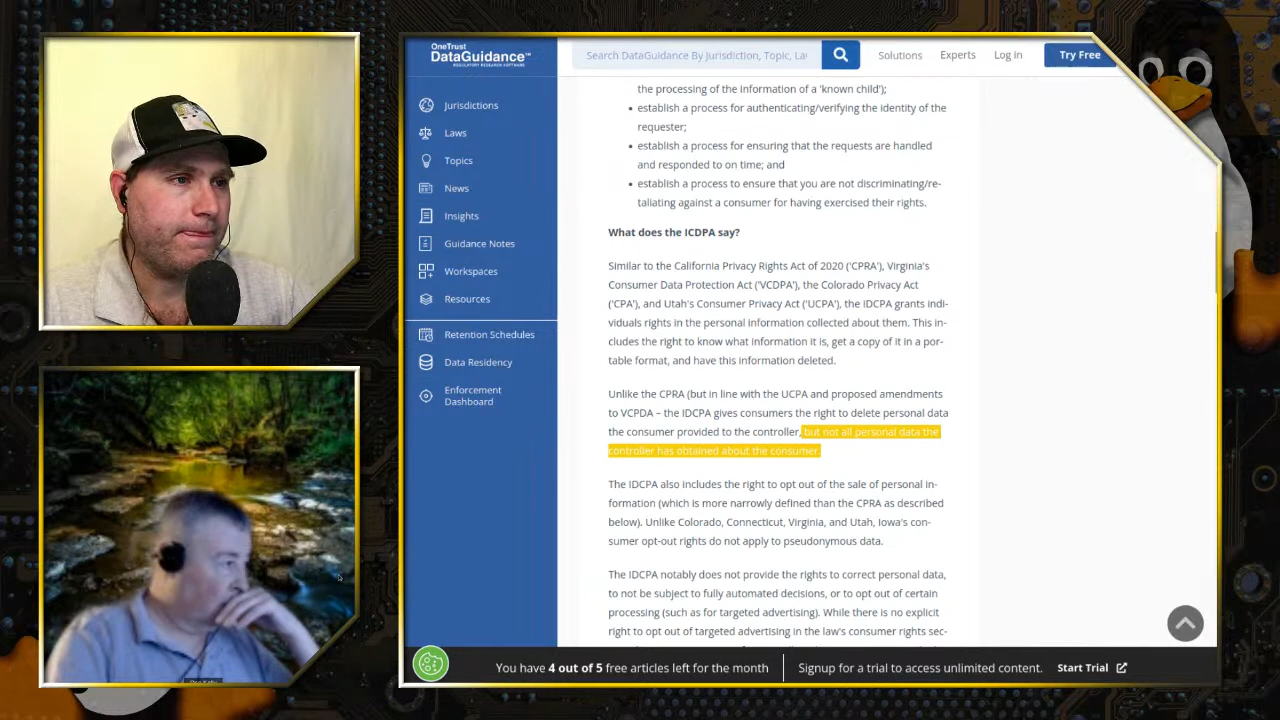 OneTrust
DataGuidance™
REGULATORY RESEARCH SOFTWARE
Search DataGuidance By Jurisdiction, Topic, La
Solutions
Experts
Log in
Try Free
Jurisdictions
Laws
Topics
News
Insights
Guidance Notes
Workspaces
Resources
Retention Schedules
Data Residency
Enforcement
Dashboard
the processing of the information of a 'known child');
• establish a process for authenticating/verifying the identity of the
requester;
• establish a process for ensuring that the requests are handled
and responded to on time; and
• establish a process to ensure that you are not discriminating/re-
taliating against a consumer for having exercised their rights.
What does the ICDPA say?
Similar to the California Privacy Rights Act of 2020 ('CPRA), Virginia's
Consumer Data Protection Act ('VCDPA), the Colorado Privacy Act
('CPA), and Utah's Consumer Privacy Act ('UCPA), the IDCPA grants indi-
viduals rights in the personal information collected about them. This in-
cludes the right to know what information it is, get a copy of it in a por-
table format, and have this information deleted.
Unlike the CPRA (but in line with the UCPA and proposed amendments
to VCPDA – the IDCPA gives consumers the right to delete personal data
the consumer provided to the controller, but not all personal data the
controller has obtained about the consumer.
The IDCPA also includes the right to opt out of the sale of personal in-
formation (which is more narrowly defined than the CPRA as described
below). Unlike Colorado, Connecticut, Virginia, and Utah, Iowa's con-
sumer opt-out rights do not apply to pseudonymous data.
The IDCPA notably does not provide the rights to correct personal data,
to not be subject to fully automated decisions, or to opt out of certain
processing (such as for targeted advertising). While there is no explicit
right to opt out of targeted advertising in the law's consumer rights sec-
You have 4 out of 5 free articles left for the month
Signup for a trial to access unlimited content.
Start Trial